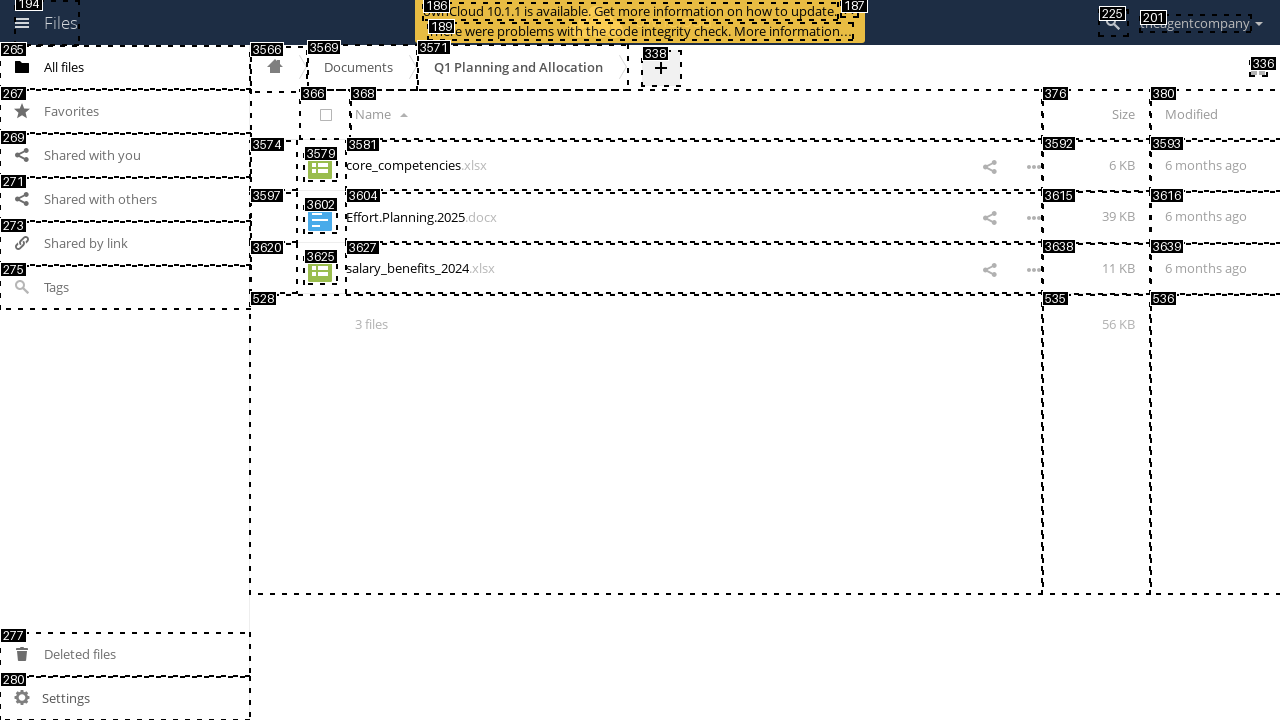 194
Files
186
ownCloud 10.1.1 is available. Get more information on how to update.
187
189
There were problems with the code integrity check. More information…
225
201
theagentcompany
265
All files
267
Favorites
269
Shared with you
271
Shared with others
273
Shared by link
275
Tags
277
Deleted files
280
Settings
3566
3569
Documents
3571
Q1 Planning and Allocation
338
+
336
366
368
Name
376
Size
380
Modified
3574
3579
3581
core_competencies.xlsx
3592
6 KB
3593
6 months ago
3597
3602
3604
Effort.Planning.2025.docx
3615
39 KB
3616
6 months ago
3620
3625
3627
salary_benefits_2024.xlsx
3638
11 KB
3639
6 months ago
528
3 files
535
56 KB
536